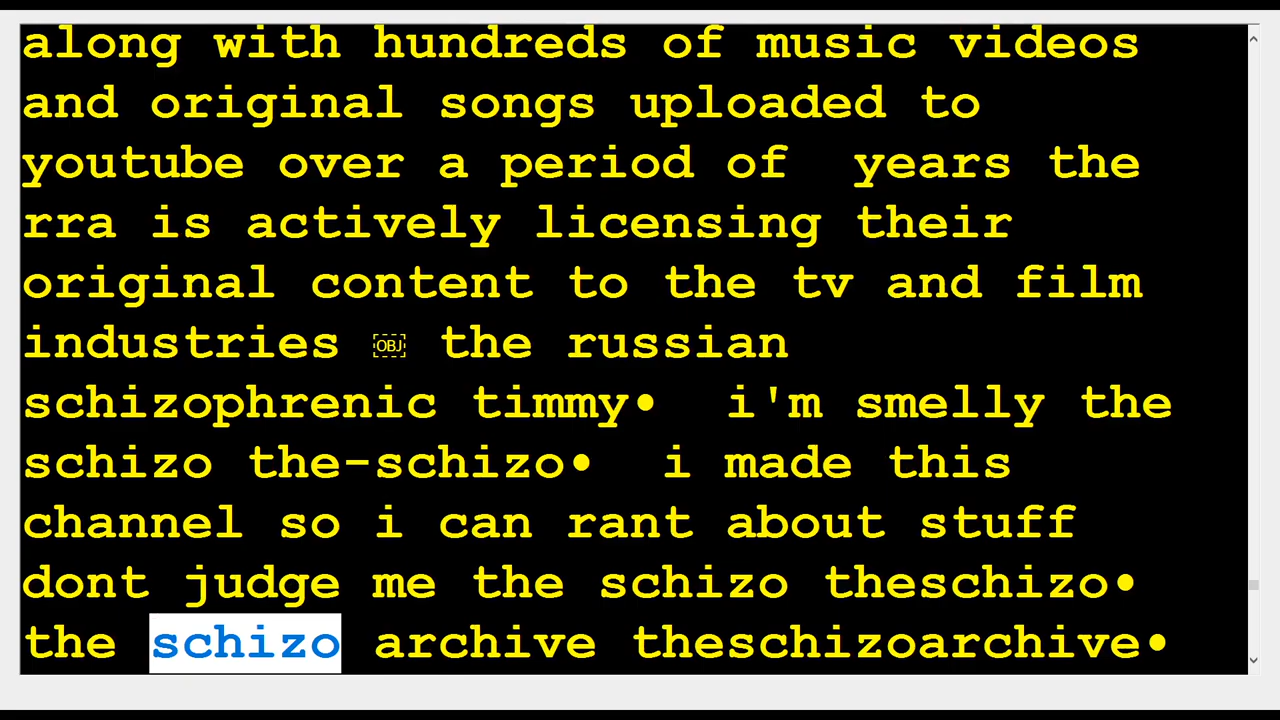 along with hundreds of music videos
and original songs uploaded to
youtube over a period of  years the
rra is actively licensing their
original content to the tv and film
industries OBJ the russian
schizophrenic timmy•  i'm smelly the
schizo the-schizo•  i made this
channel so i can rant about stuff
dont judge me the schizo theschizo•
the schizo archive theschizoarchive•